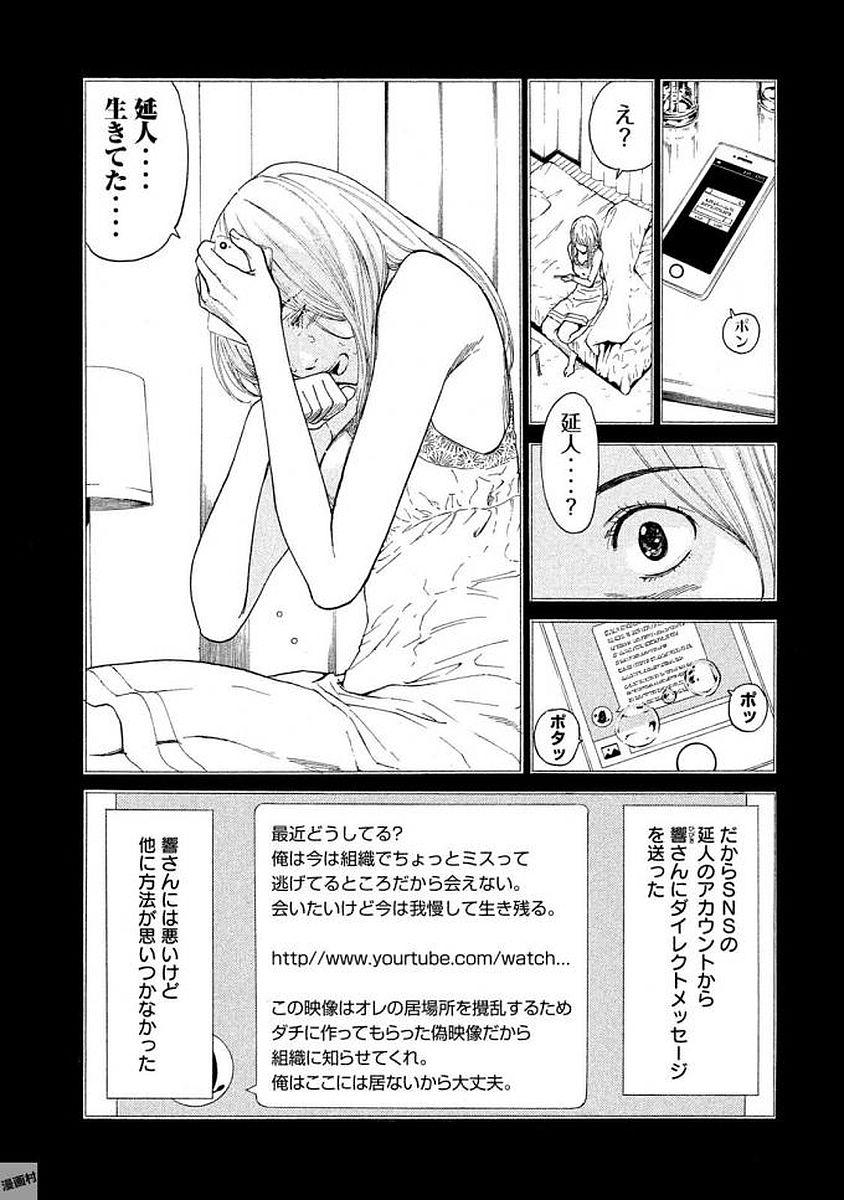 ポン
え?
延人‥‥?
ポッ
ポタッ
延人‥‥
生きてた‥‥
だからSNSの
延人のアカウントから
響さんにダイレクトメッセージ
ひびき
を送った
最近どうしてる?
俺は今は組織でちょっとミスって
逃げてるところだから会えない。
会いたいけど今は我慢して生き残る。
http//www.yourtube.com/watch...
この映像はオレの居場所を攪乱するため
ダチに作ってもらった偽映像だから
組織に知らせてくれ。
俺はここには居ないから大丈夫。
響さんには悪いけど
他に方法が思いつかなかった
漫画村